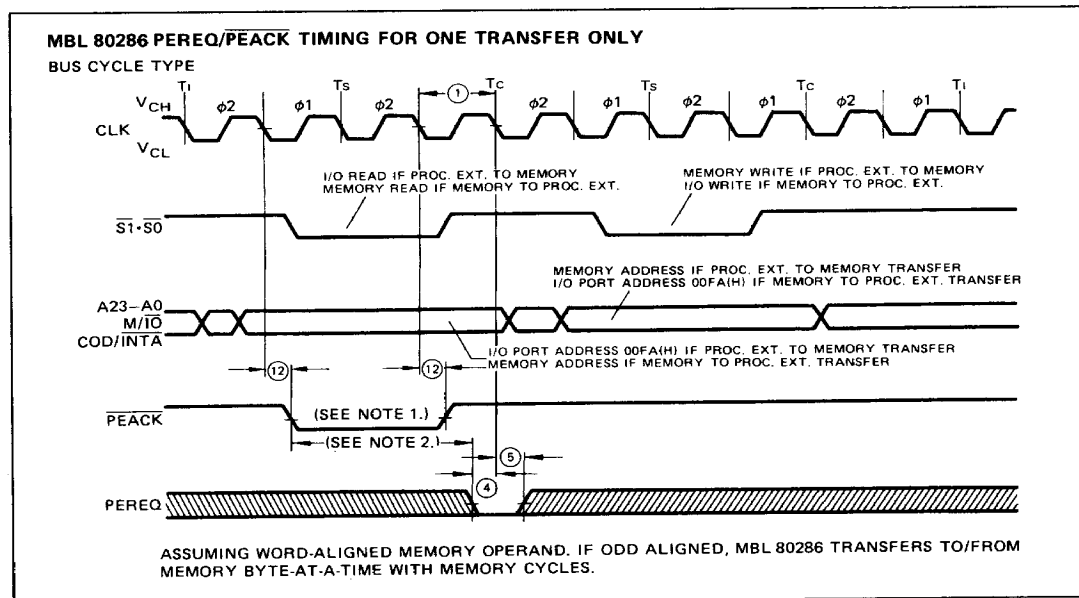 MBL 80286 PEREQ/PEACK TIMING FOR ONE TRANSFER ONLY
BUS CYCLE TYPE
TI TS TC TS TC TI
VCH φ2 φ1 φ2 1 φ2 φ1 φ2 φ1 φ2
CLK
VCL
I/O READ IF PROC. EXT. TO MEMORY
MEMORY READ IF MEMORY TO PROC. EXT.
MEMORY WRITE IF PROC. EXT. TO MEMORY
I/O WRITE IF MEMORY TO PROC. EXT.
S1•S0
MEMORY ADDRESS IF PROC. EXT. TO MEMORY TRANSFER
I/O PORT ADDRESS 00FA(H) IF MEMORY TO PROC. EXT. TRANSFER
A23–A0
M/IO
COD/INTA
I/O PORT ADDRESS 00FA(H) IF PROC. EXT. TO MEMORY TRANSFER
MEMORY ADDRESS IF MEMORY TO PROC. EXT. TRANSFER
12 12
PEACK
(SEE NOTE 1.)
(SEE NOTE 2.)
5
4
PEREQ
ASSUMING WORD-ALIGNED MEMORY OPERAND. IF ODD ALIGNED, MBL 80286 TRANSFERS TO/FROM
MEMORY BYTE-AT-A-TIME WITH MEMORY CYCLES.